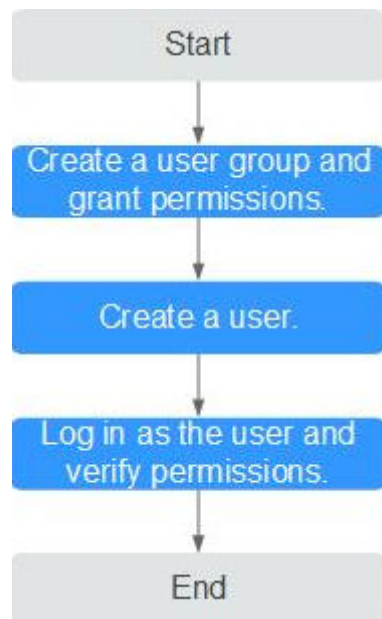 Start
Create a user group and
grant permissions.
Create a user.
Log in as the user and
verify permissions.
End